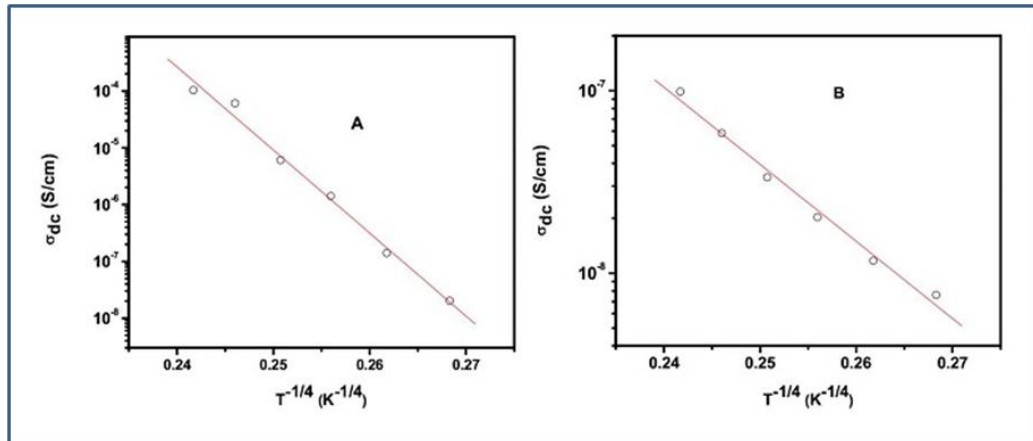 A
10⁻⁴
10⁻⁵
10⁻⁶
10⁻⁷
10⁻⁸
σdc (S/cm)
0.24 0.25 0.26 0.27
T⁻¹/⁴ (K⁻¹/⁴)
B
10⁻⁷
10⁻⁸
σdc (S/cm)
0.24 0.25 0.26 0.27
T⁻¹/⁴ (K⁻¹/⁴)